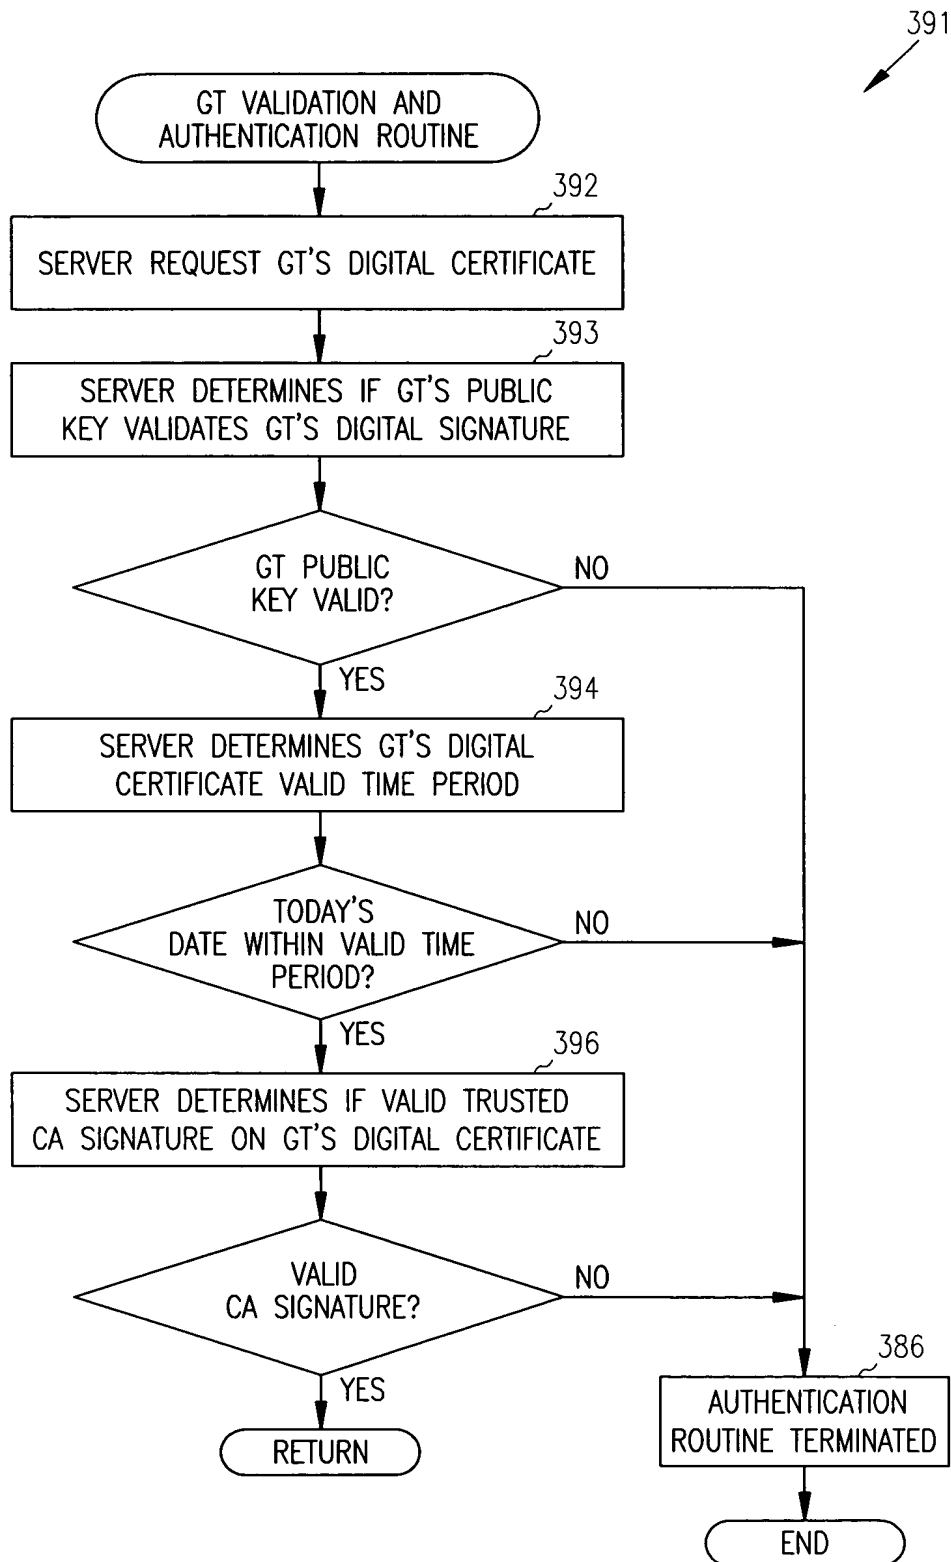 391
GT VALIDATION AND
AUTHENTICATION ROUTINE
392
SERVER REQUEST GT'S DIGITAL CERTIFICATE
393
SERVER DETERMINES IF GT'S PUBLIC
KEY VALIDATES GT'S DIGITAL SIGNATURE
GT PUBLIC
KEY VALID?
NO
YES
394
SERVER DETERMINES GT'S DIGITAL
CERTIFICATE VALID TIME PERIOD
TODAY'S
DATE WITHIN VALID TIME
PERIOD?
NO
YES
396
SERVER DETERMINES IF VALID TRUSTED
CA SIGNATURE ON GT'S DIGITAL CERTIFICATE
VALID
CA SIGNATURE?
NO
YES
RETURN
386
AUTHENTICATION
ROUTINE TERMINATED
END